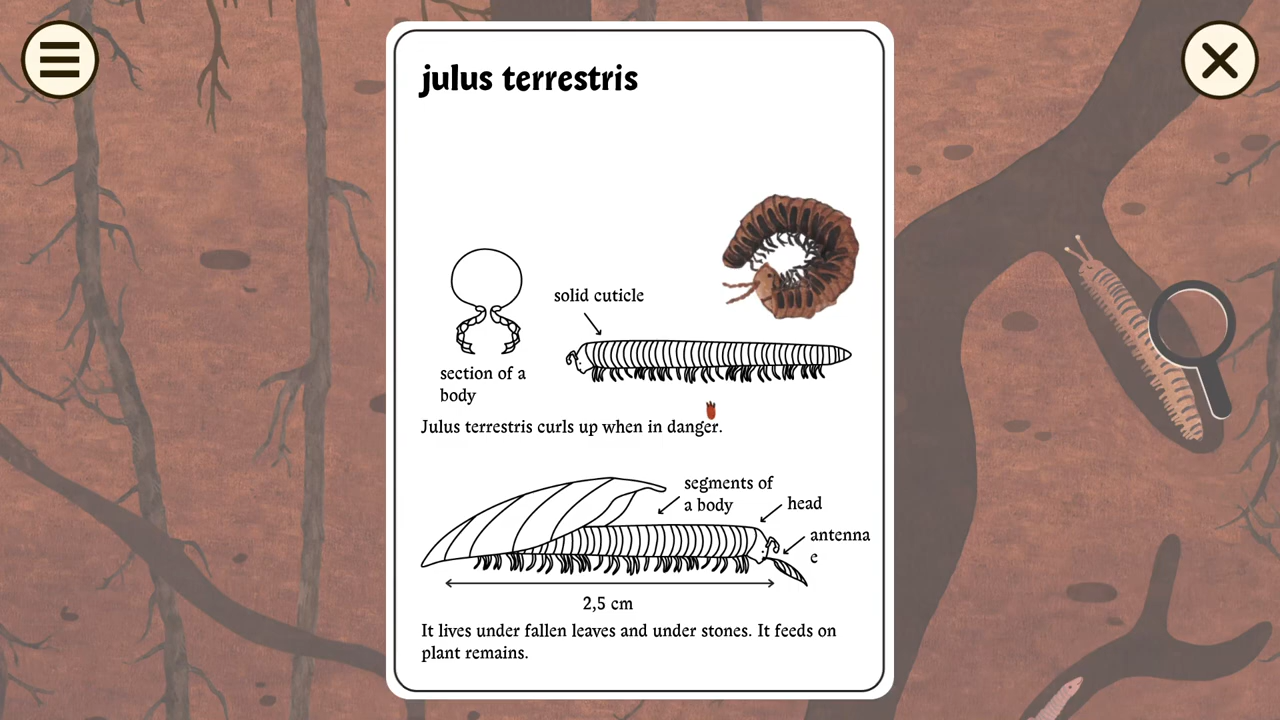 julus terrestris
solid cuticle
section of a
body
Julus terrestris curls up when in danger.
segments of
a body
head
antenna
e
2,5 cm
It lives under fallen leaves and under stones. It feeds on
plant remains.